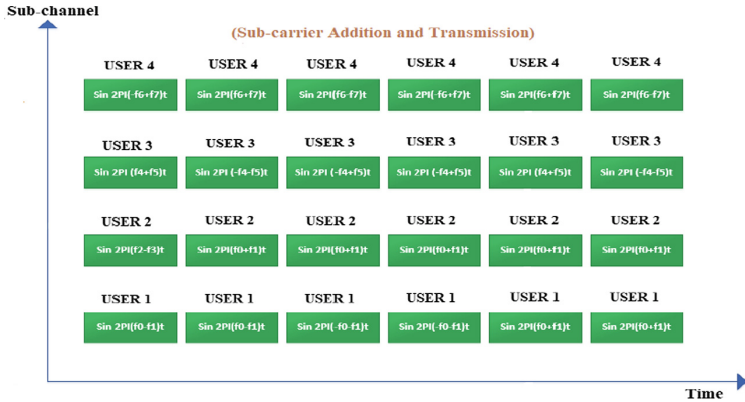 Sub-channel
(Sub-carrier Addition and Transmission)
USER 4 USER 4 USER 4 USER 4 USER 4 USER 4
Sin 2PI(-f6+f7)t Sin 2PI(f6+f7)t Sin 2PI(f6-f7)t Sin 2PI(-f6+f7)t Sin 2PI(f6+f7)t Sin 2PI(f6-f7)t
USER 3 USER 3 USER 3 USER 3 USER 3 USER 3
Sin 2PI (f4+f5)t Sin 2PI (-f4-f5)t Sin 2PI (-f4+f5)t Sin 2PI (-f4+f5)t Sin 2PI (f4+f5)t Sin 2PI (-f4-f5)t
USER 2 USER 2 USER 2 USER 2 USER 2 USER 2
Sin 2PI(f2-f3)t Sin 2PI(f0+f1)t Sin 2PI(f0+f1)t Sin 2PI(f0+f1)t Sin 2PI(f0+f1)t Sin 2PI(f0+f1)t
USER 1 USER 1 USER 1 USER 1 USER 1 USER 1
Sin 2PI(f0-f1)t Sin 2PI(f0-f1)t Sin 2PI(-f0-f1)t Sin 2PI(-f0-f1)t Sin 2PI(f0+f1)t Sin 2PI(f0+f1)t
Time